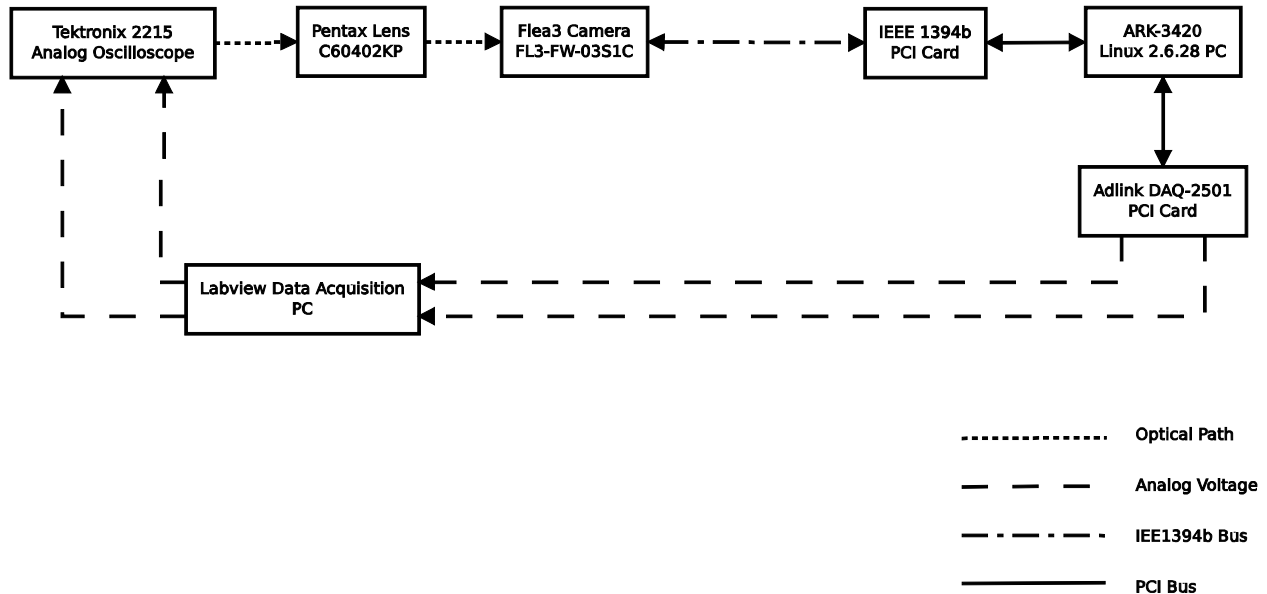 Tektronix 2215
Analog Oscilloscope
Pentax Lens
C60402KP
Flea3 Camera
FL3-FW-03S1C
IEEE 1394b
PCI Card
ARK-3420
Linux 2.6.28 PC
Adlink DAQ-2501
PCI Card
Labview Data Acquisition
PC
Optical Path
Analog Voltage
IEE1394b Bus
PCI Bus